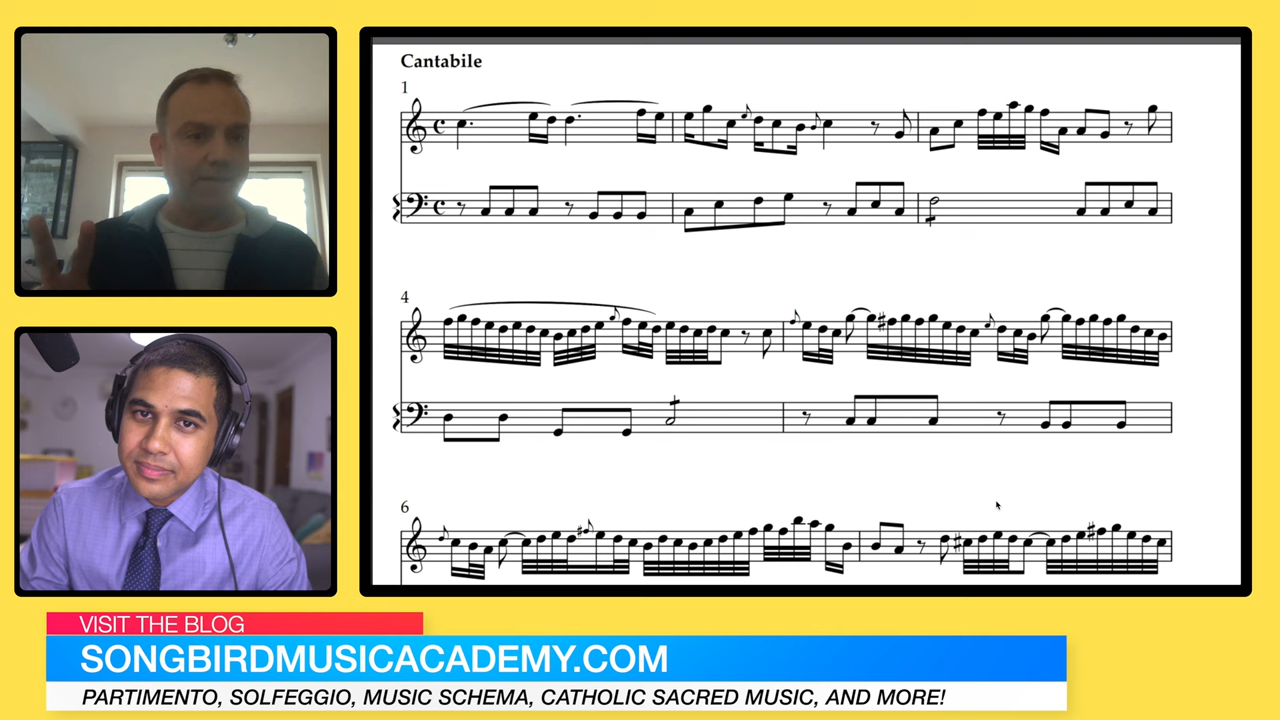 Cantabile
1
4
6
VISIT THE BLOG
SONGBIRDMUSICACADEMY.COM
PARTIMENTO, SOLFEGGIO, MUSIC SCHEMA, CATHOLIC SACRED MUSIC, AND MORE!